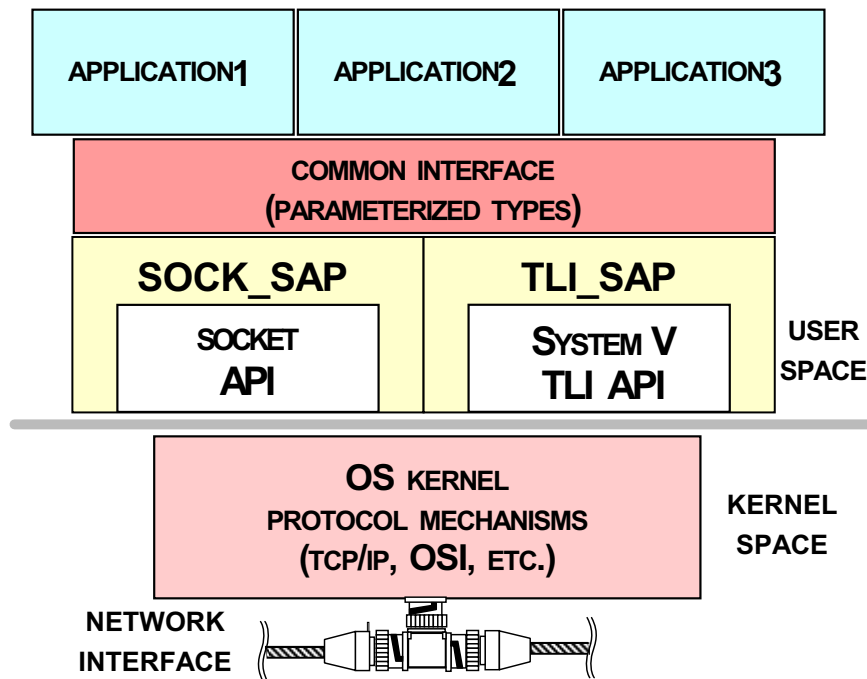 APPLICATION1
APPLICATION2
APPLICATION3
COMMON INTERFACE
(PARAMETERIZED TYPES)
SOCK_SAP
TLI_SAP
SOCKET
API
SYSTEM V
TLI API
USER
SPACE
OS KERNEL
PROTOCOL MECHANISMS
(TCP/IP, OSI, ETC.)
KERNEL
SPACE
NETWORK
INTERFACE